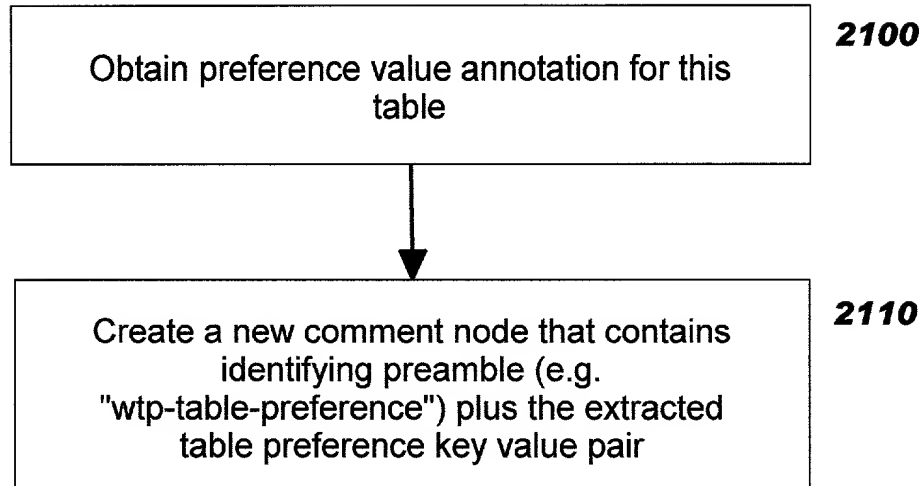 2100
Obtain preference value annotation for this
table
2110
Create a new comment node that contains
identifying preamble (e.g.
"wtp-table-preference") plus the extracted
table preference key value pair